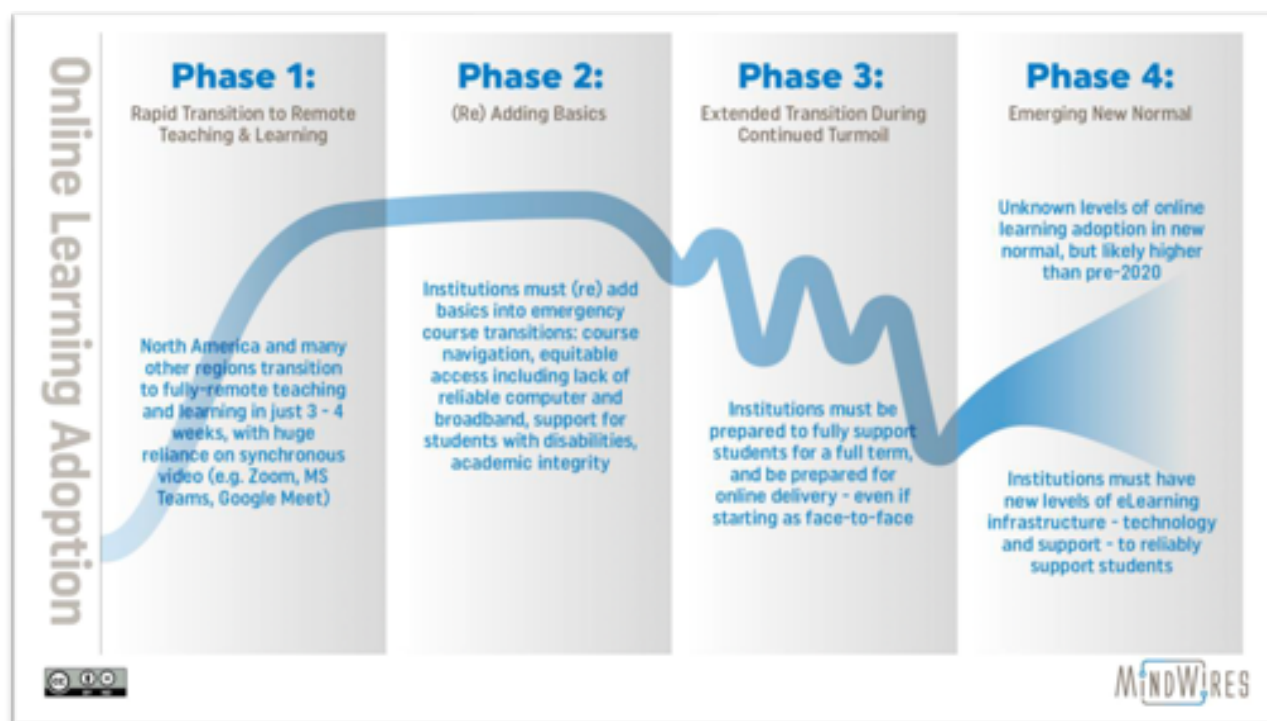 Online Learning Adoption
Phase 1:
Rapid Transition to Remote
Teaching & Learning
North America and many
other regions transition
to fully-remote teaching
and learning in just 3 - 4
weeks, with huge
reliance on synchronous
video (e.g. Zoom, MS
Teams, Google Meet)
Phase 2:
(Re) Adding Basics
Institutions must (re) add
basics into emergency
course transitions: course
navigation, equitable
access including lack of
reliable computer and
broadband, support for
students with disabilities,
academic integrity
Phase 3:
Extended Transition During
Continued Turmoil
Institutions must be
prepared to fully support
students for a full term,
and be prepared for
online delivery - even if
starting as face-to-face
Phase 4:
Emerging New Normal
Unknown levels of online
learning adoption in new
normal, but likely higher
than pre-2020
Institutions must have
new levels of eLearning
infrastructure - technology
and support - to reliably
support students
cc
MINDWIRES